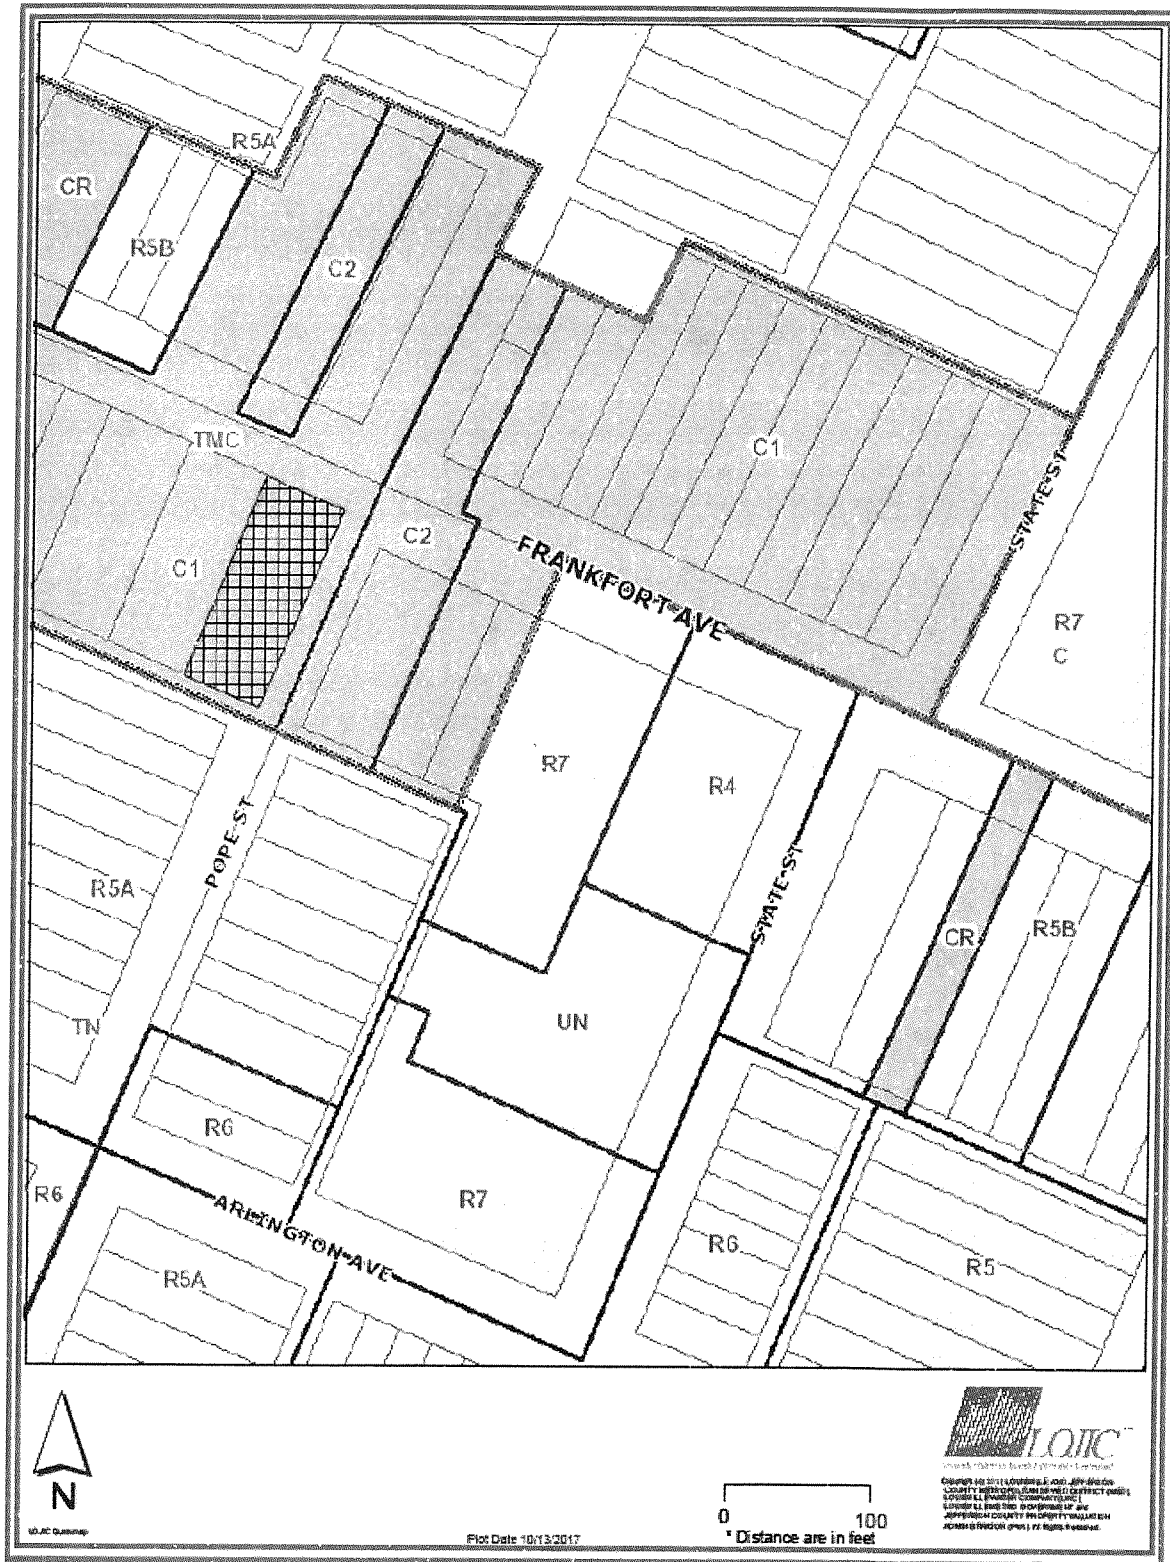 R5A
CR
R5B
C2
TMC
C1
C2
C1
FRANKFORT AVE
STATE ST
R7
C
R7
R4
POPE ST
STATE ST
R5A
CR
R5B
TN
UN
R6
R6
R7
ARLINGTON AVE
R6
R5A
R5
N
LOJIC
0 100
* Distance are in feet
Plot Date 10/13/2017